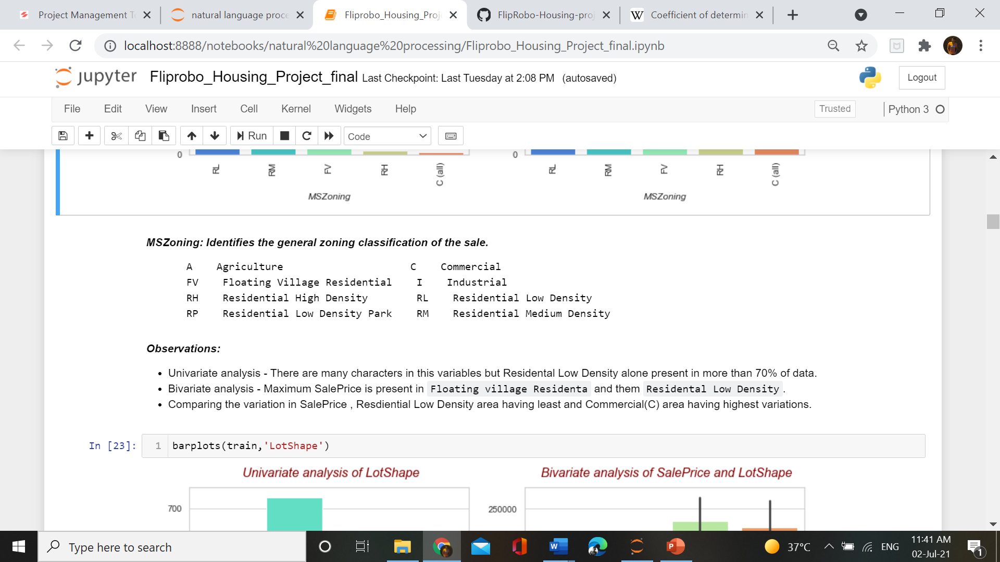 Project Management T
natural language proce
Fliprobo_Housing_Proj
FlipRobo-Housing-proj
W Coefficient of determin
localhost:8888/notebooks/natural%20language%20processing/Fliprobo_Housing_Project_final.ipynb
jupyter Fliprobo_Housing_Project_final Last Checkpoint: Last Tuesday at 2:08 PM (autosaved)
Logout
File Edit View Insert Cell Kernel Widgets Help
Trusted Python 3
Run Code
0 0
RL RM FV RH C (all) RL RM FV RH C (all)
MSZoning MSZoning
MSZoning: Identifies the general zoning classification of the sale.
A Agriculture C Commercial
FV Floating Village Residential I Industrial
RH Residential High Density RL Residential Low Density
RP Residential Low Density Park RM Residential Medium Density
Observations:
• Univariate analysis - There are many characters in this variables but Residental Low Density alone present in more than 70% of data.
• Bivariate analysis - Maximum SalePrice is present in Floating village Residenta and them Residental Low Density .
• Comparing the variation in SalePrice , Resdiential Low Density area having least and Commercial(C) area having highest variations.
In [23]: 1 barplots(train,'LotShape')
Univariate analysis of LotShape Bivariate analysis of SalePrice and LotShape
700 250000
Type here to search
W
P
37°C
ENG
11:41 AM
02-Jul-21
1